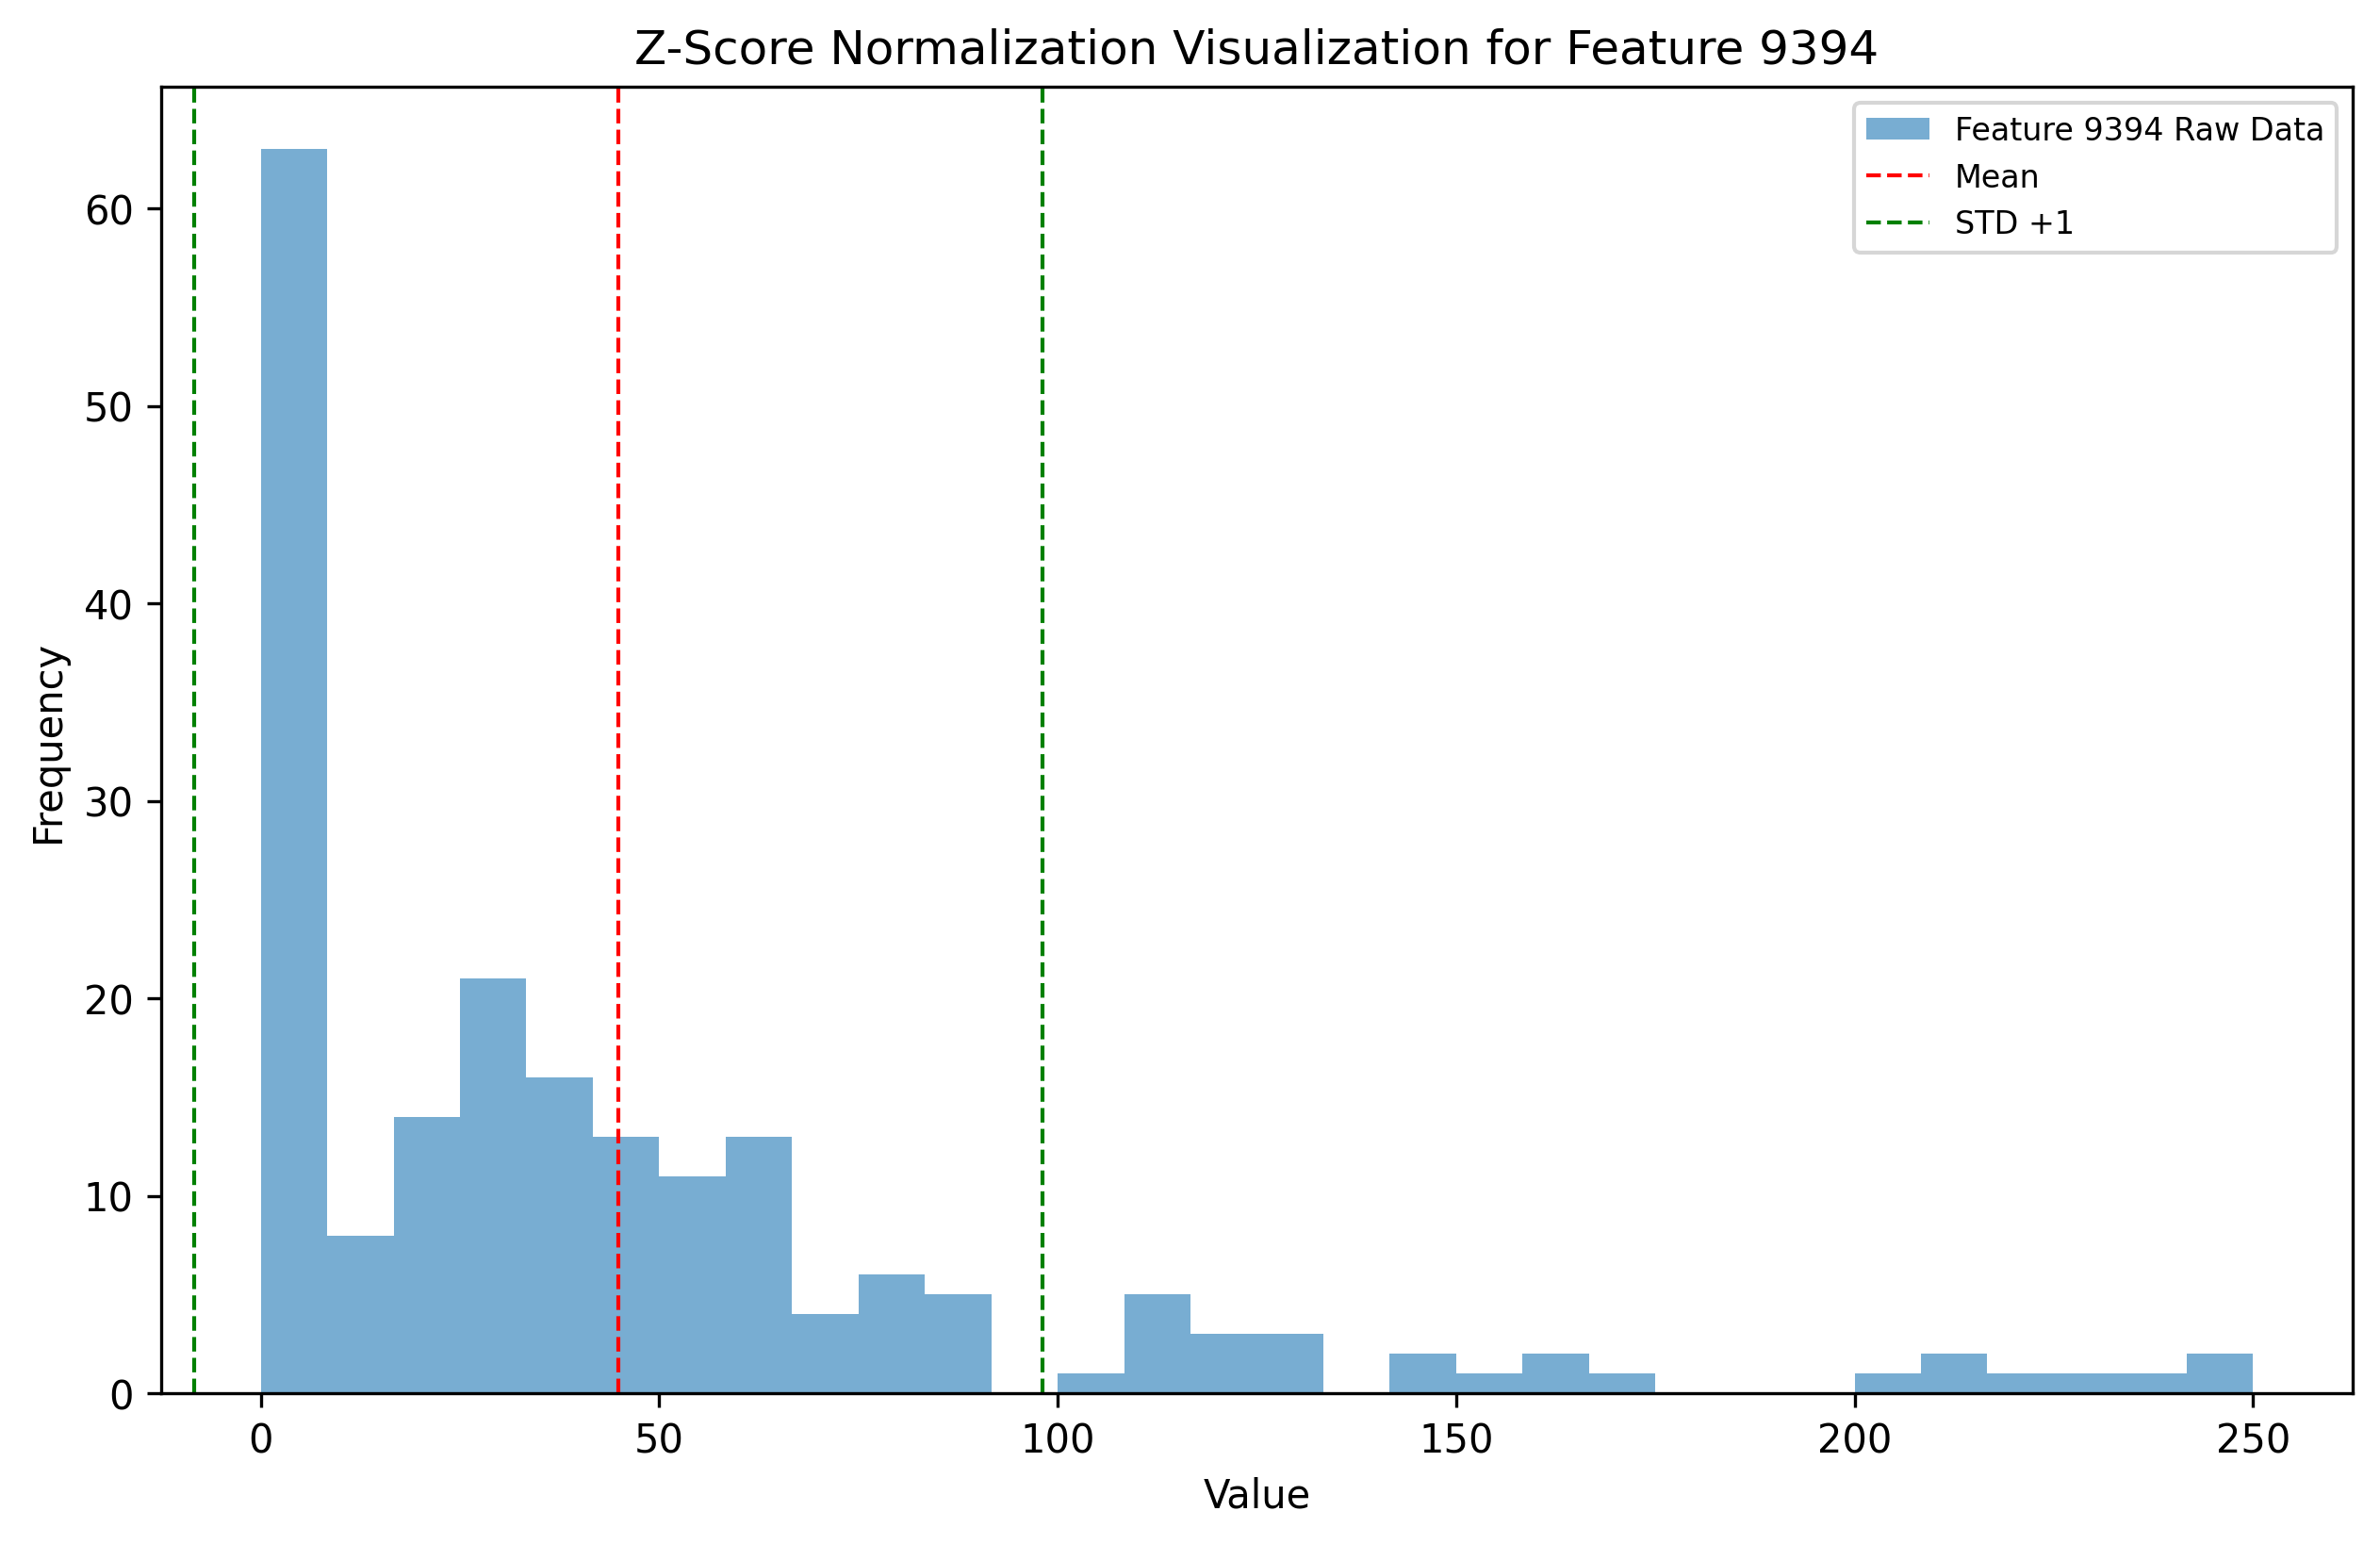 Z-Score Normalization Visualization for Feature 9394
Feature 9394 Raw Data
Mean
STD +1
60
50
40
30
20
10
0
Frequency
0 50 100 150 200 250
Value